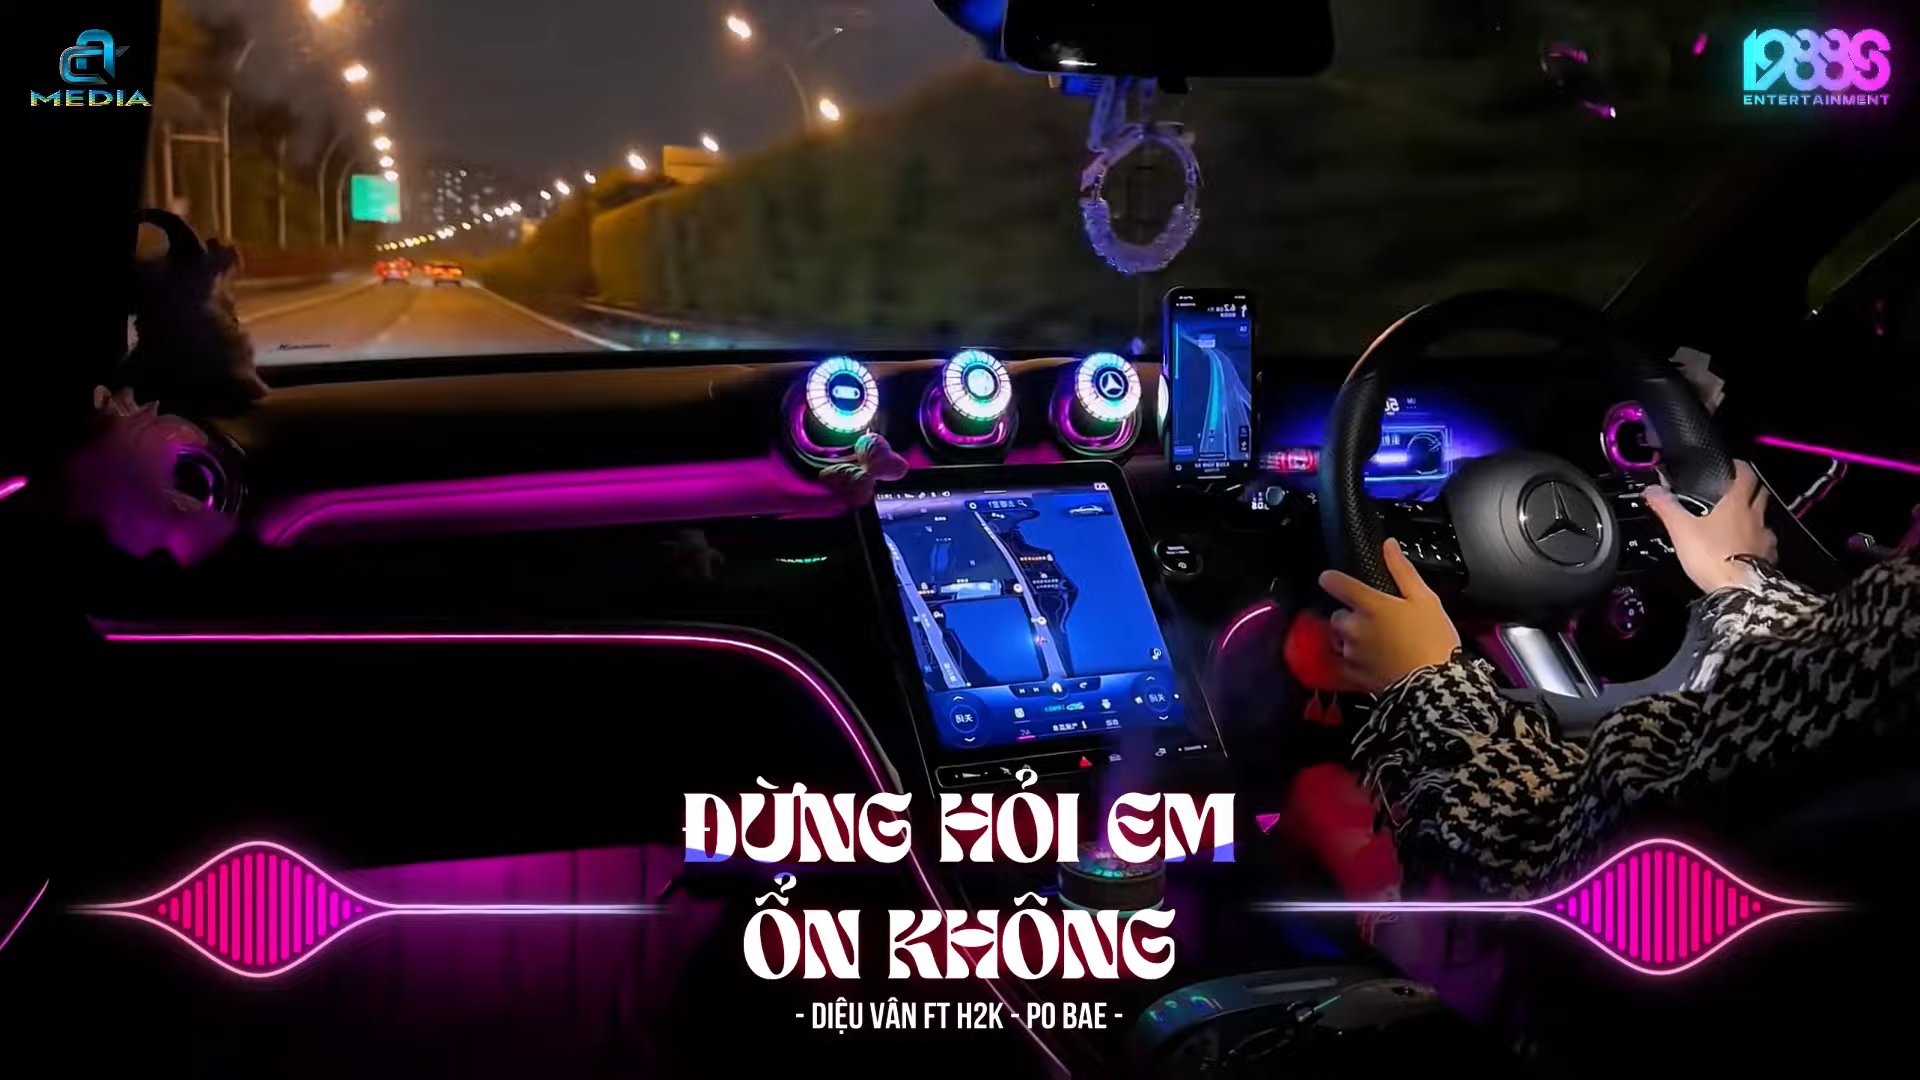 MEDIA
1988S
ENTERTAINMENT
ĐỪNG HỎI EM
ỔN KHÔNG
- DIỆU VÂN FT H2K - PO BAE -